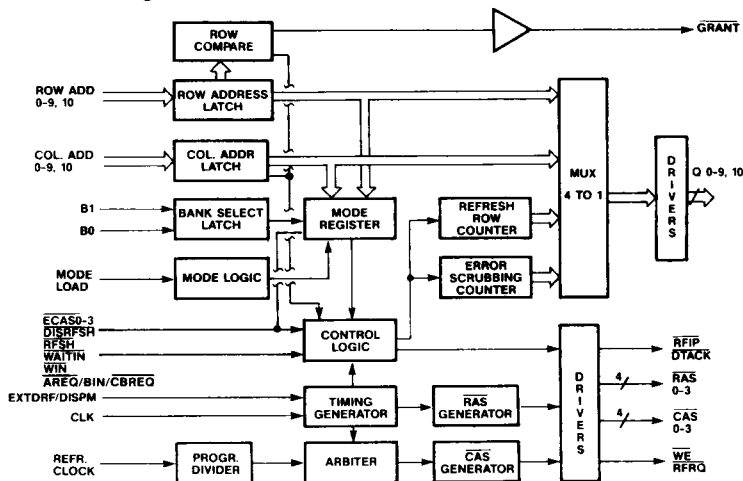 ROW
COMPARE
GRANT
ROW ADD
0-9, 10
ROW ADDRESS
LATCH
COL. ADD
0-9, 10
COL. ADDR
LATCH
MUX
4 TO 1
DRIVERS
Q 0-9, 10
B1
B0
BANK SELECT
LATCH
MODE
REGISTER
REFRESH
ROW
COUNTER
MODE
LOAD
MODE LOGIC
ERROR
SCRUBBING
COUNTER
ECAS0-3
DISRFSH
RFSH
WAITIN
WIN
AREQ/BIN/CBREQ
EXTDRF/DISPM
CLK
CONTROL
LOGIC
TIMING
GENERATOR
RAS
GENERATOR
DRIVERS
RFIP
DTACK
4
RAS
0-3
4
CAS
0-3
REFR.
CLOCK
PROGR.
DIVIDER
ARBITER
CAS
GENERATOR
WE
RFRQ